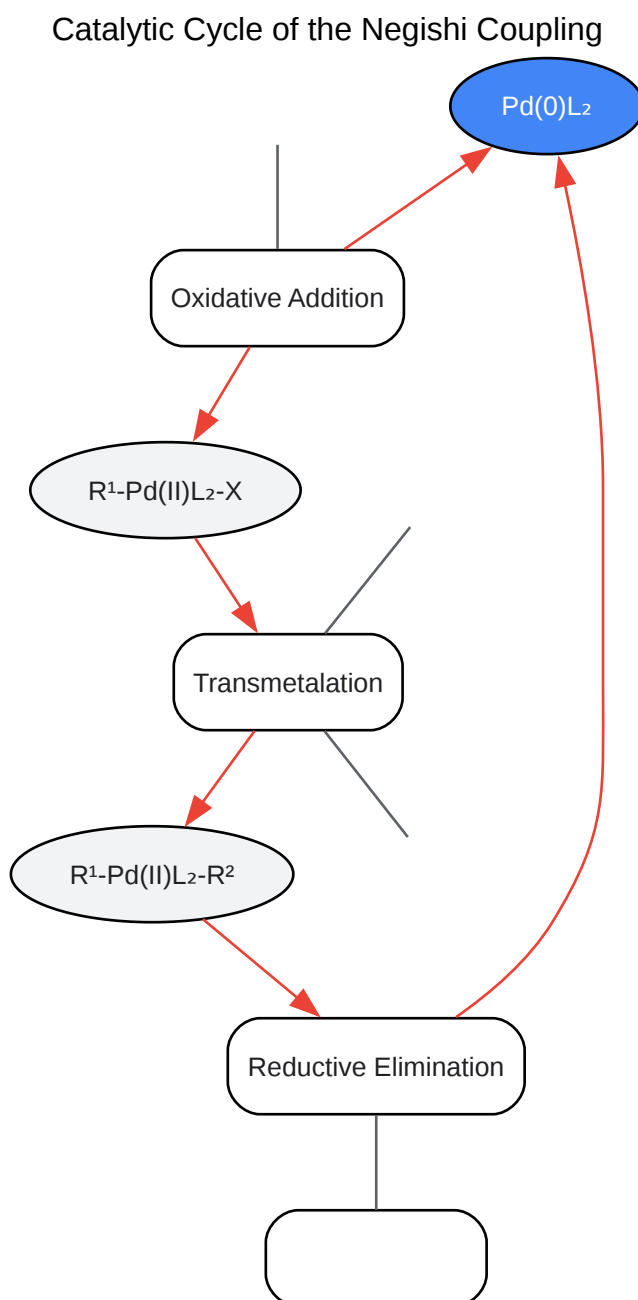 Catalytic Cycle of the Negishi Coupling
Pd(0)L₂
Oxidative Addition
R¹-Pd(II)L₂-X
Transmetalation
R¹-Pd(II)L₂-R²
Reductive Elimination